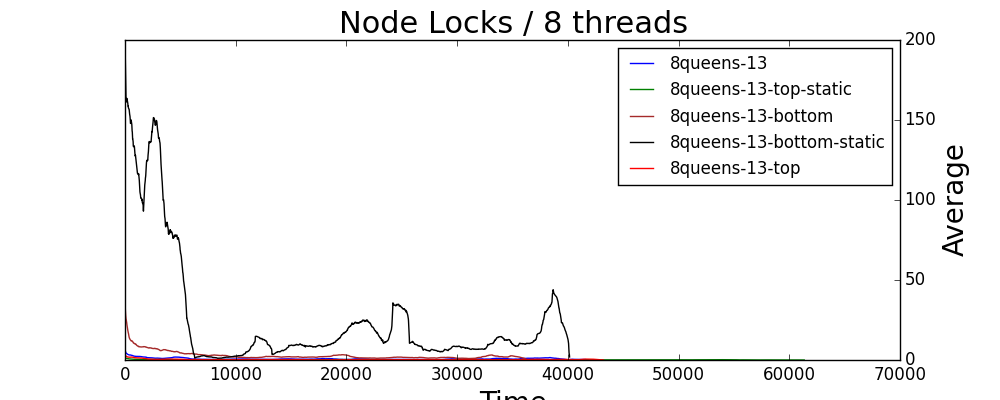 Node Locks / 8 threads
200
8queens-13
8queens-13-top-static
150
8queens-13-bottom
8queens-13-bottom-static
8queens-13-top
100
50
0
Average
0 10000 20000 30000 40000 50000 60000 70000
Time